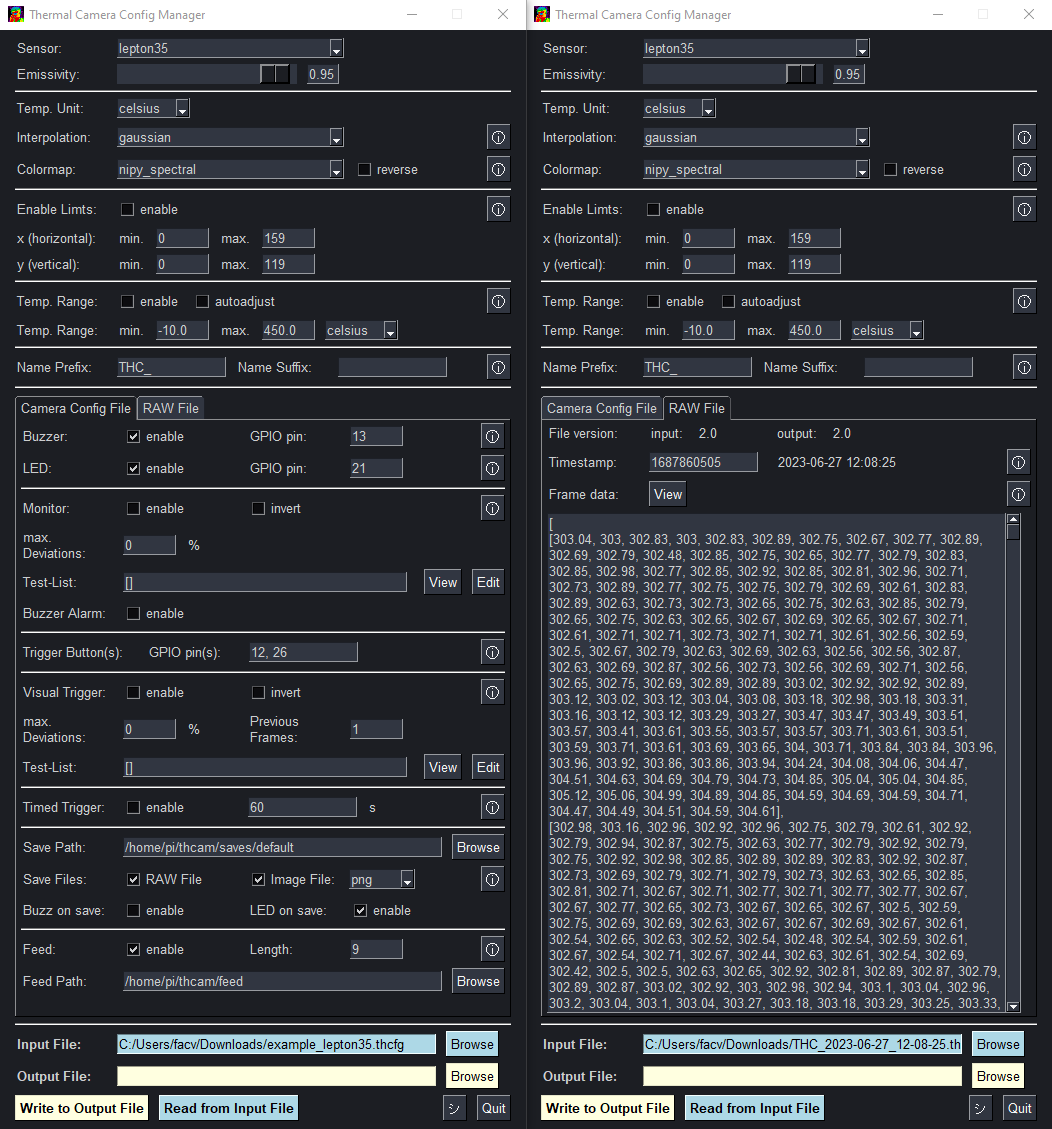 Thermal Camera Config Manager
Sensor: lepton35
Emissivity: 0.95
Temp. Unit: celsius
Interpolation: gaussian
Colormap: nipy_spectral reverse
Enable Limts: enable
x (horizontal): min. 0 max. 159
y (vertical): min. 0 max. 119
Temp. Range: enable autoadjust
Temp. Range: min. -10.0 max. 450.0 celsius
Name Prefix: THC_ Name Suffix:
Camera Config File RAW File
Buzzer: enable GPIO pin: 13
LED: enable GPIO pin: 21
Monitor: enable invert
max.
Deviations: 0 %
Test-List: [] View Edit
Buzzer Alarm: enable
Trigger Button(s): GPIO pin(s): 12, 26
Visual Trigger: enable invert
max. Previous
Deviations: 0 % Frames: 1
Test-List: [] View Edit
Timed Trigger: enable 60 s
Save Path: /home/pi/thcam/saves/default Browse
Save Files: RAW File Image File: png
Buzz on save: enable LED on save: enable
Feed: enable Length: 9
Feed Path: /home/pi/thcam/feed Browse
Input File: C:/Users/facv/Downloads/example_lepton35.thcfg Browse
Output File: Browse
Write to Output File Read from Input File シ Quit
Thermal Camera Config Manager
Sensor: lepton35
Emissivity: 0.95
Temp. Unit: celsius
Interpolation: gaussian
Colormap: nipy_spectral reverse
Enable Limts: enable
x (horizontal): min. 0 max. 159
y (vertical): min. 0 max. 119
Temp. Range: enable autoadjust
Temp. Range: min. -10.0 max. 450.0 celsius
Name Prefix: THC_ Name Suffix:
Camera Config File RAW File
File version: input: 2.0 output: 2.0
Timestamp: 1687860505 2023-06-27 12:08:25
Frame data: View
[
[303.04, 303, 302.83, 303, 302.83, 302.89, 302.75, 302.67, 302.77, 302.89,
302.69, 302.79, 302.48, 302.85, 302.75, 302.65, 302.77, 302.79, 302.83,
302.85, 302.98, 302.77, 302.85, 302.92, 302.85, 302.81, 302.96, 302.71,
302.73, 302.89, 302.77, 302.75, 302.75, 302.79, 302.69, 302.61, 302.83,
302.89, 302.63, 302.73, 302.73, 302.65, 302.75, 302.63, 302.85, 302.79,
302.65, 302.75, 302.63, 302.65, 302.67, 302.69, 302.65, 302.67, 302.71,
302.61, 302.71, 302.71, 302.73, 302.71, 302.71, 302.61, 302.56, 302.59,
302.5, 302.67, 302.79, 302.63, 302.69, 302.63, 302.56, 302.56, 302.87,
302.63, 302.69, 302.87, 302.56, 302.73, 302.56, 302.69, 302.71, 302.56,
302.65, 302.75, 302.69, 302.89, 302.89, 303.02, 302.92, 302.92, 302.89,
303.12, 303.02, 303.12, 303.04, 303.08, 303.18, 302.98, 303.18, 303.31,
303.16, 303.12, 303.12, 303.29, 303.27, 303.47, 303.47, 303.49, 303.51,
303.57, 303.41, 303.61, 303.55, 303.57, 303.57, 303.71, 303.61, 303.51,
303.59, 303.71, 303.61, 303.69, 303.65, 304, 303.71, 303.84, 303.84, 303.96,
303.96, 303.92, 303.86, 303.86, 303.94, 304.24, 304.08, 304.06, 304.47,
304.51, 304.63, 304.69, 304.79, 304.73, 304.85, 305.04, 305.04, 304.85,
305.12, 305.06, 304.99, 304.89, 304.85, 304.59, 304.69, 304.59, 304.71,
304.47, 304.49, 304.51, 304.59, 304.61],
[302.98, 303.16, 302.96, 302.92, 302.96, 302.75, 302.79, 302.61, 302.92,
302.79, 302.94, 302.87, 302.75, 302.63, 302.77, 302.79, 302.92, 302.79,
302.75, 302.92, 302.98, 302.85, 302.89, 302.89, 302.83, 302.92, 302.87,
302.73, 302.69, 302.79, 302.71, 302.79, 302.73, 302.63, 302.65, 302.85,
302.81, 302.71, 302.67, 302.71, 302.77, 302.71, 302.77, 302.77, 302.67,
302.67, 302.77, 302.65, 302.73, 302.67, 302.65, 302.67, 302.5, 302.59,
302.75, 302.69, 302.69, 302.63, 302.67, 302.67, 302.69, 302.67, 302.61,
302.54, 302.65, 302.63, 302.52, 302.54, 302.48, 302.54, 302.59, 302.61,
302.67, 302.54, 302.71, 302.67, 302.44, 302.63, 302.61, 302.54, 302.69,
302.42, 302.5, 302.5, 302.63, 302.65, 302.92, 302.81, 302.89, 302.87, 302.79,
302.89, 302.87, 303.02, 302.92, 303, 302.98, 302.94, 303.1, 303.04, 302.96,
303.2, 303.04, 303.1, 303.04, 303.27, 303.18, 303.18, 303.29, 303.25, 303.33,
Input File: C:/Users/facv/Downloads/THC_2023-06-27_12-08-25.th Browse
Output File: Browse
Write to Output File Read from Input File シ Quit